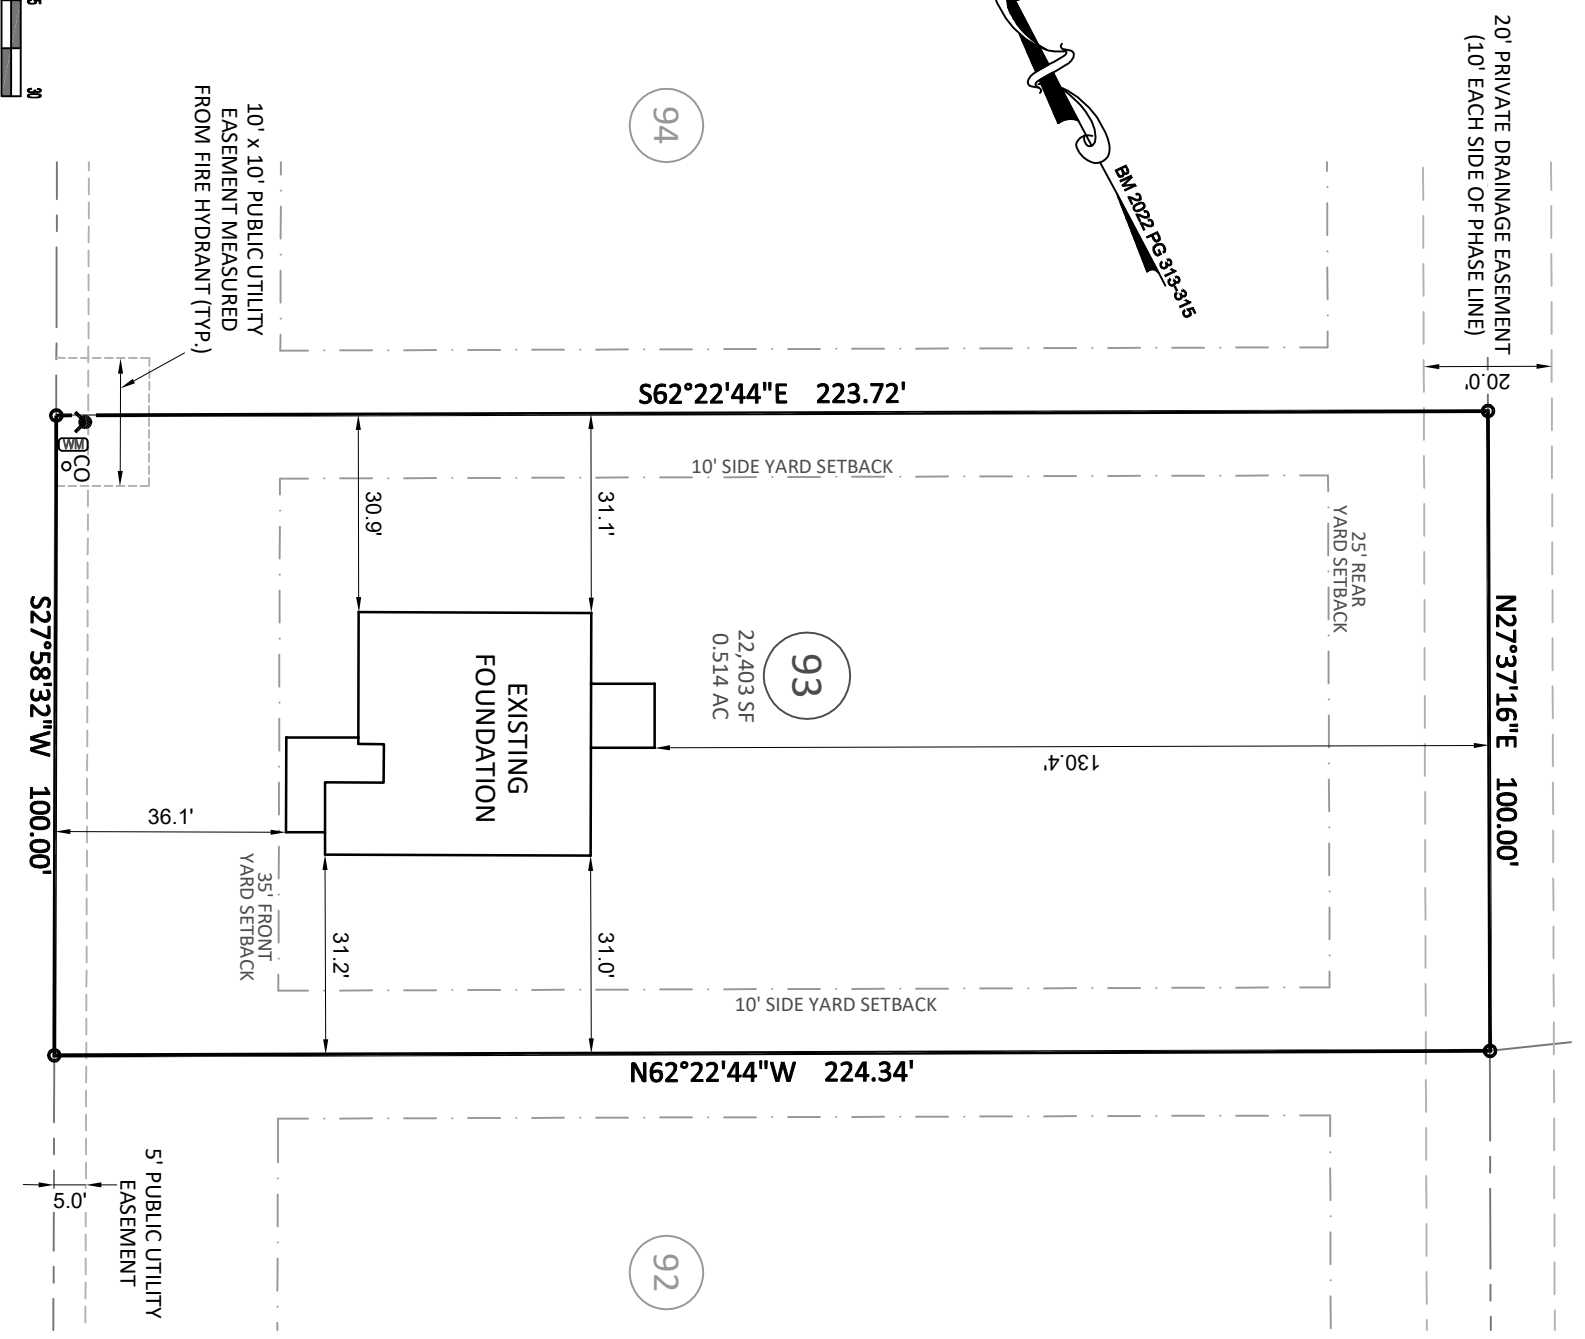 20' PRIVATE DRAINAGE EASEMENT
(10' EACH SIDE OF PHASE LINE)
20.0'
BM 2022 PG 313-315
94
30
10' x 10' PUBLIC UTILITY
EASEMENT MEASURED
FROM FIRE HYDRANT (TYP.)
S62°22'44"E 223.72'
10' SIDE YARD SETBACK
WM
CO
30.9'
31.1'
25' REAR
YARD SETBACK
N27°37'16"E 100.00'
93
22,403 SF
0.514 AC
EXISTING
FOUNDATION
130.4'
S27°58'32"W 100.00'
36.1'
35' FRONT
YARD SETBACK
31.2'
31.0'
10' SIDE YARD SETBACK
N62°22'44"W 224.34'
5' PUBLIC UTILITY
EASEMENT
5.0'
92